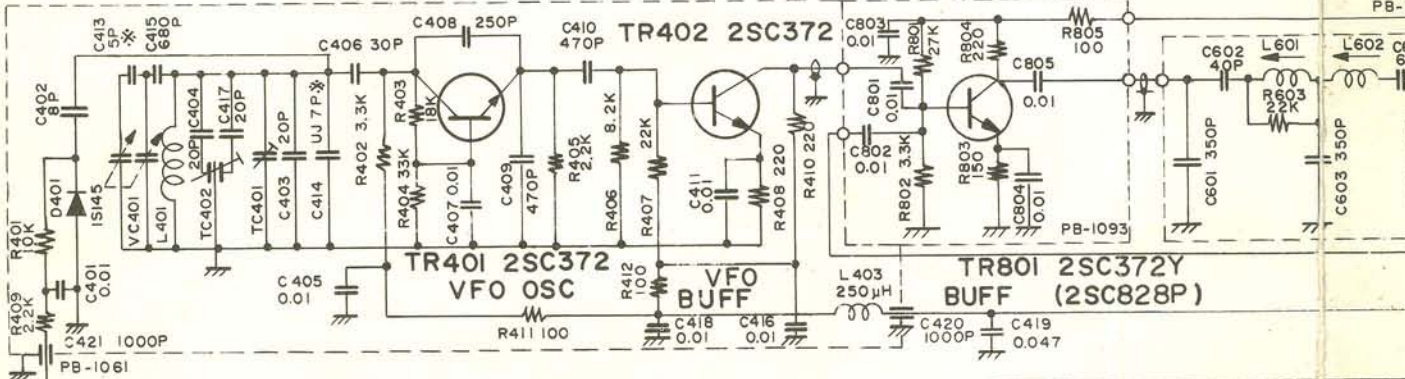 C413
5P※
C415
680P
C408 250P
C406 30P
C410
470P
TR402 2SC372
C803
0.01
R801
27K
R804
220
R805
100
PB-
C602
40P
L601
L602
C402
8P
C404
20P
C417
20P
20P
UJ 7P※
R402 3.3K
R403
18K
8.2K
22K
C801
0.01
C805
0.01
R603
22K
D401
1S145
VC401
L401
TC402
TC401
C403
C414
R404 33K
C407 0.01
C409
470P
R405
2.2K
R406
R407
C411
0.01
R408 220
R410 220
C802
0.01
R802 3.3K
R803
150
C804
0.01
C601 350P
C603 350P
R401
10K
C401
0.01
R409
2.2K
PB-1093
TR401 2SC372
VFO OSC
C405
0.01
R412
100
VFO
BUFF
L403
250μH
TR801 2SC372Y
BUFF (2SC828P)
R411 100
C418
0.01
C416
0.01
C420
1000P
C419
0.047
C421 1000P
PB-1061